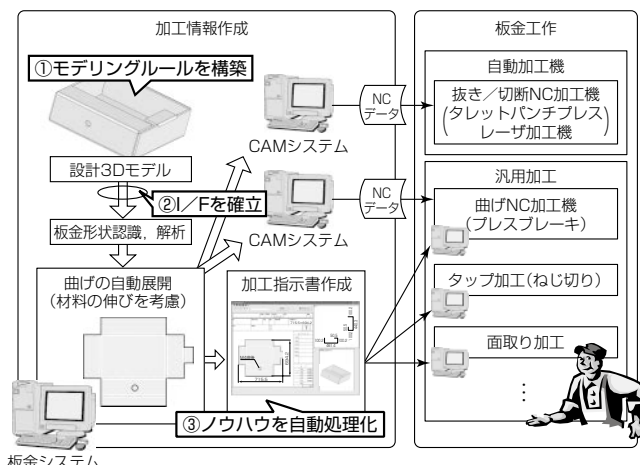 加工情報作成
①モデリングルールを構築
設計3Dモデル
②I／Fを確立
板金形状認識，解析
曲げの自動展開
（材料の伸びを考慮）
板金システム
CAMシステム
CAMシステム
NC
データ
NC
データ
加工指示書作成
③ノウハウを自動処理化
板金工作
自動加工機
抜き／切断NC加工機
（タレットパンチプレス
レーザ加工機）
汎用加工
曲げNC加工機
（プレスブレーキ）
タップ加工（ねじ切り）
面取り加工
⋮